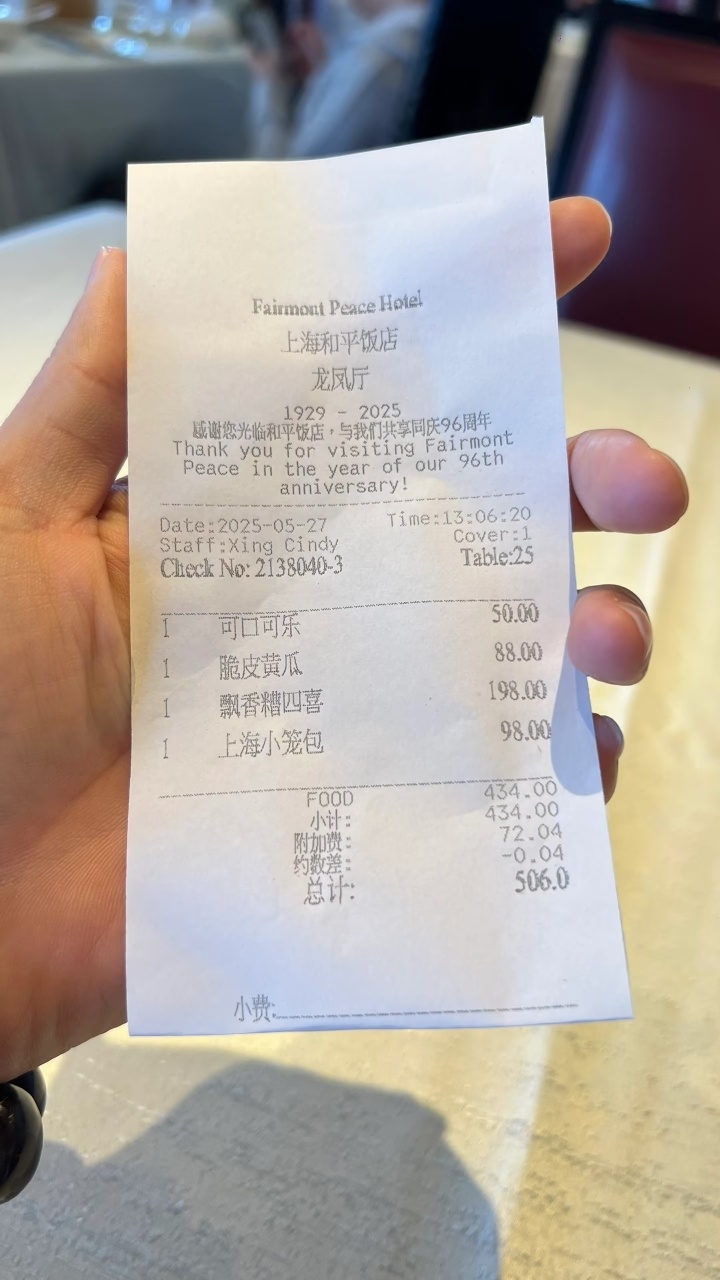 Fairmont Peace Hotel
上海和平饭店
龙凤厅
1929 - 2025
感谢您光临和平饭店，与我们共享同庆96周年
Thank you for visiting Fairmont
Peace in the year of our 96th
anniversary!
Date:2025-05-27 Time:13:06:20
Staff:Xing Cindy Cover:1
Check No: 2138040-3 Table:25
1 可口可乐 50.00
1 脆皮黄瓜 88.00
1 飘香糟四喜 198.00
1 上海小笼包 98.00
FOOD 434.00
小计: 434.00
附加费: 72.04
约数差: -0.04
总计: 506.0
小费: